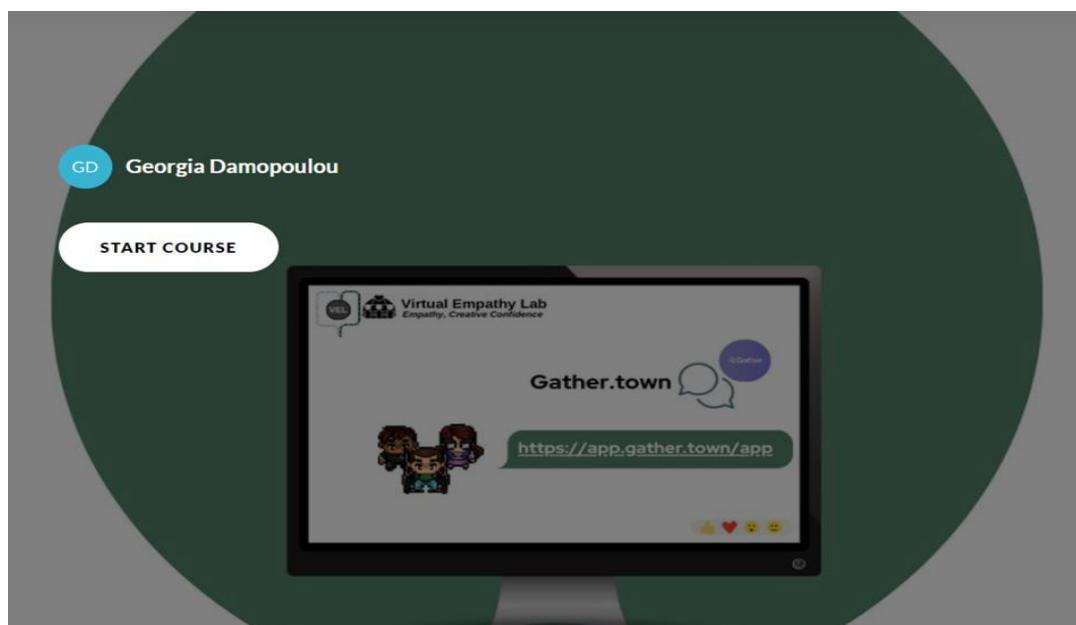 GD
Georgia Damopoulou
START COURSE
VEL
Virtual Empathy Lab
Empathy, Creative Confidence
Gather
Gather.town
https://app.gather.town/app